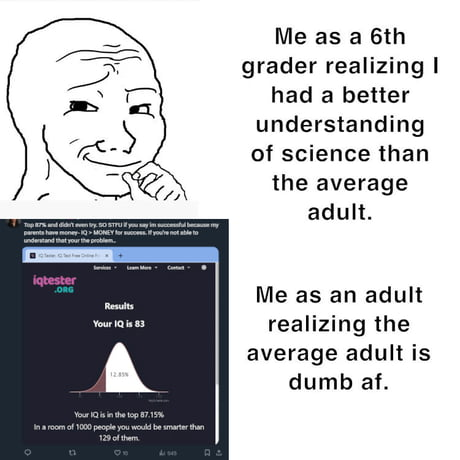 Me as a 6th
grader realizing I
had a better
understanding
of science than
the average
adult.
Top 87% and didn't even try. SO STFU if you say im successful because my
parents have money- IQ > MONEY for success. If you're not able to
understand that your the problem..
IQ Tester: IQ Test Free Online
Services Learn More Contact
iqtester
.ORG
Results
Your IQ is 83
12.85%
Your IQ is in the top 87.15%
In a room of 1000 people you would be smarter than
129 of them.
10
545
Me as an adult
realizing the
average adult is
dumb af.